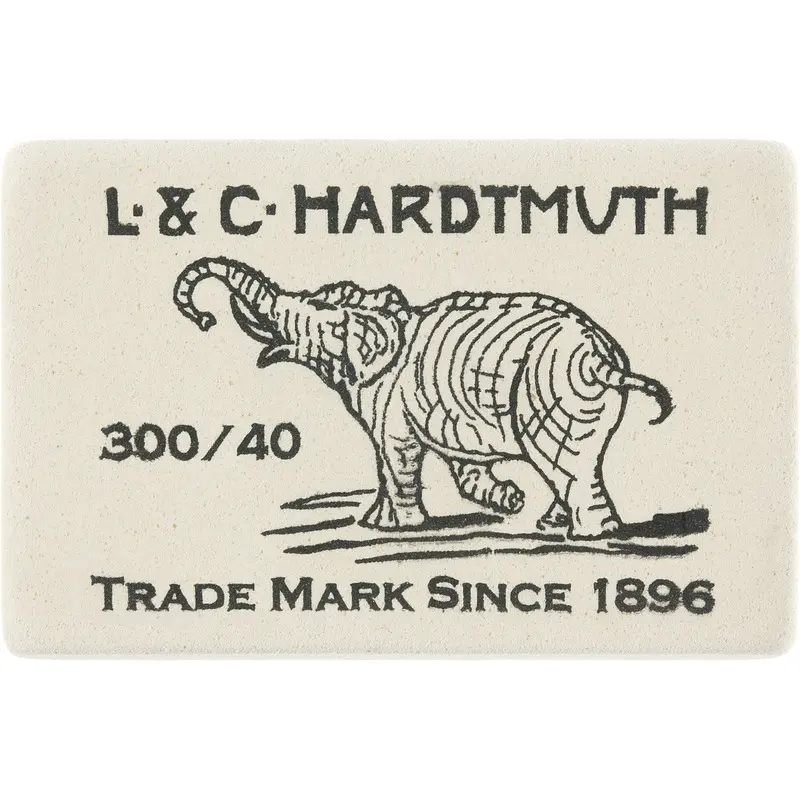 L. & C. HARDTMUTH
300/40
TRADE MARK SINCE 1896